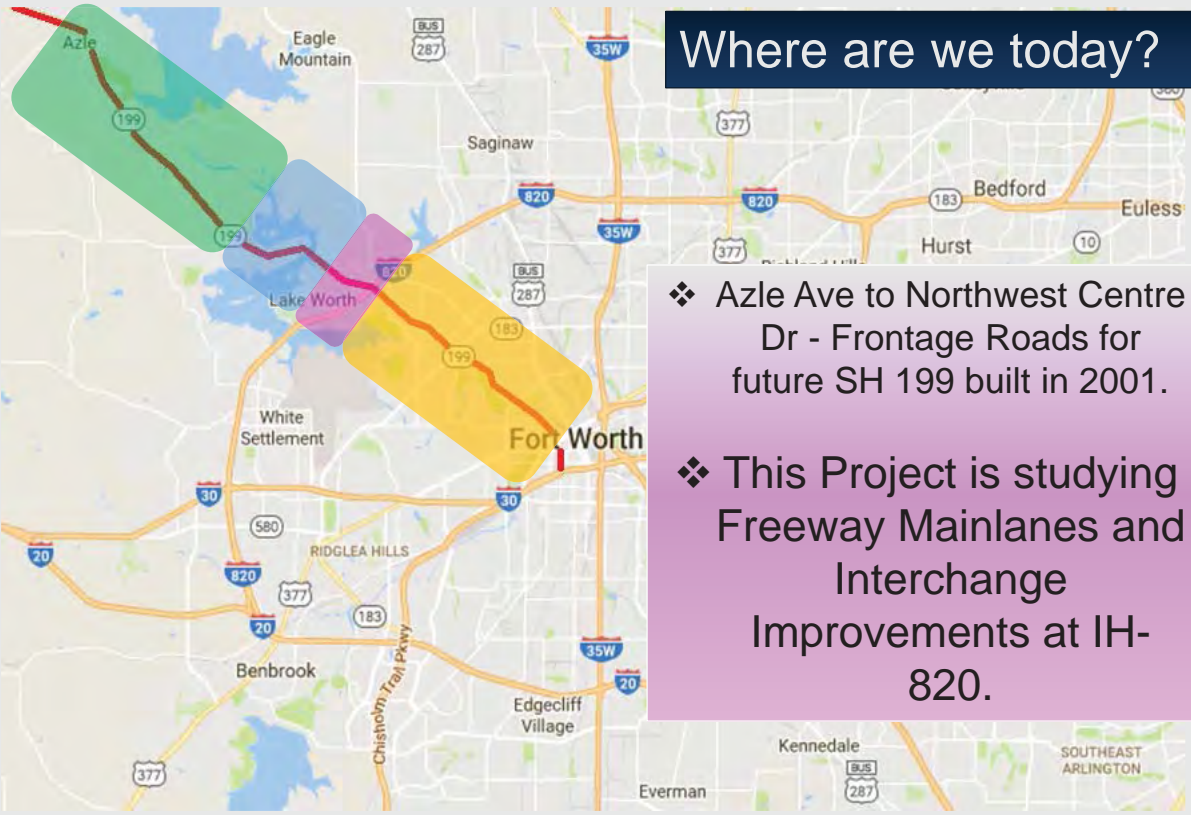 Where are we today?
❖ Azle Ave to Northwest Centre
Dr - Frontage Roads for
future SH 199 built in 2001.
❖ This Project is studying
Freeway Mainlanes and
Interchange
Improvements at IH-
820.
Azle
Eagle
Mountain
BUS
287
35W
199
377
Saginaw
820
820
183
Bedford
Euless
35W
199
377
Hurst
10
820
BUS
287
Lake Worth
183
199
White
Settlement
Fort Worth
30
30
580
20
RIDGLEA HILLS
820
377
183
20
Chisholm Trail Pkwy
35W
Benbrook
20
Edgecliff
Village
377
Kennedale
BUS
287
SOUTHEAST
ARLINGTON
Everman